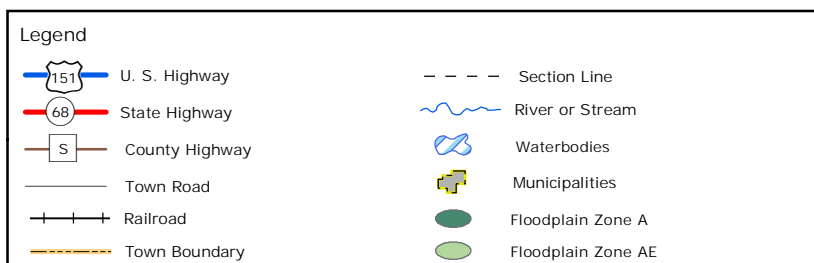 Legend
151 U. S. Highway
68 State Highway
S County Highway
Town Road
Railroad
Town Boundary
Section Line
River or Stream
Waterbodies
Municipalities
Floodplain Zone A
Floodplain Zone AE